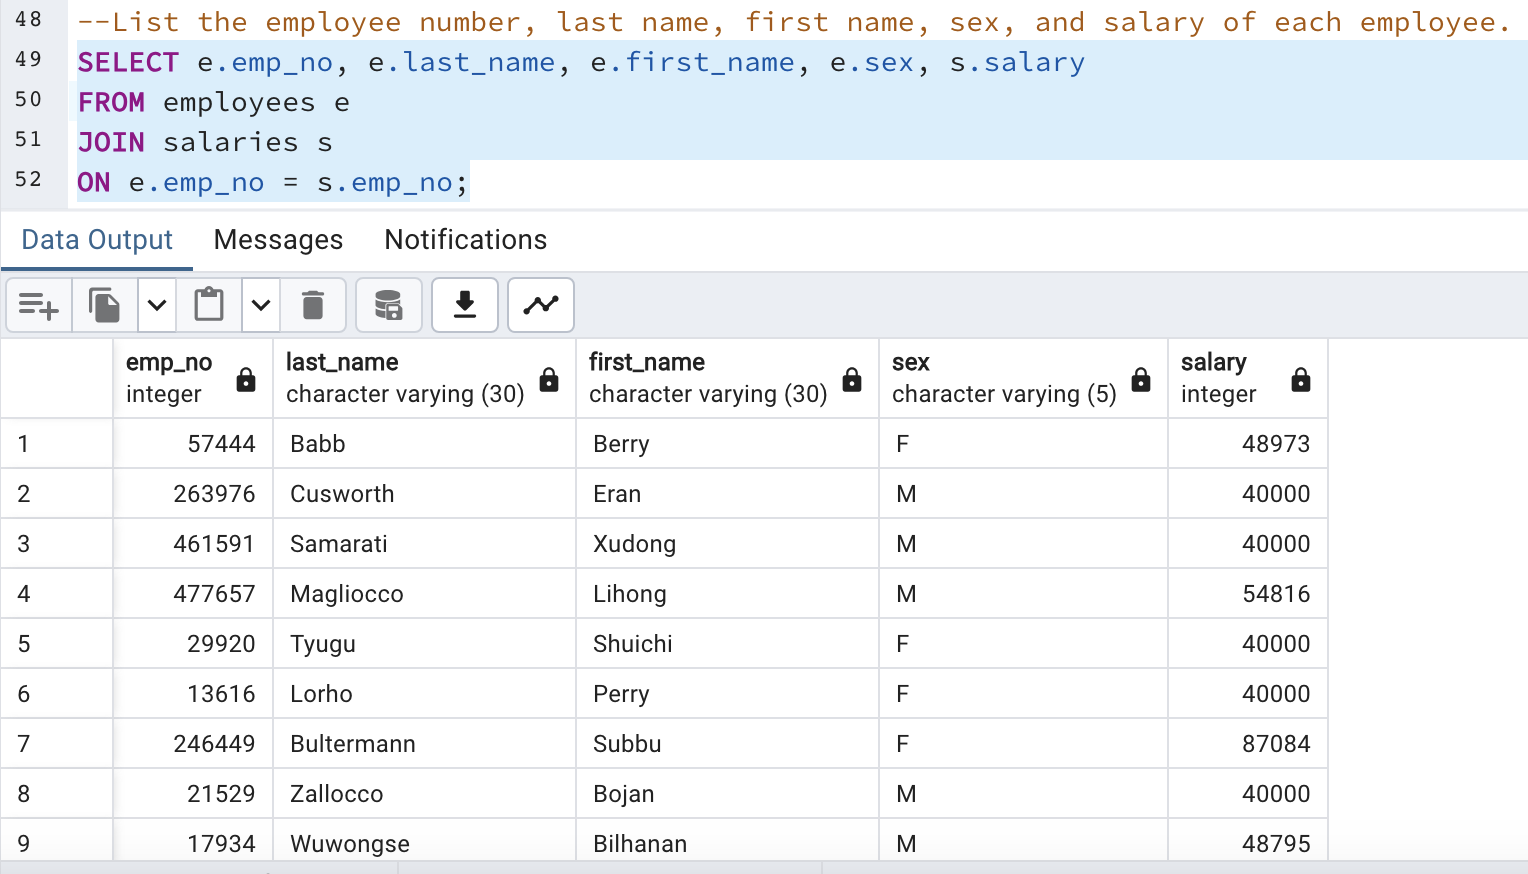 48 --List the employee number, last name, first name, sex, and salary of each employee.
49 SELECT e.emp_no, e.last_name, e.first_name, e.sex, s.salary
50 FROM employees e
51 JOIN salaries s
52 ON e.emp_no = s.emp_no;
Data Output Messages Notifications
emp_no last_name first_name sex salary
integer character varying (30) character varying (30) character varying (5) integer
1 57444 Babb Berry F 48973
2 263976 Cusworth Eran M 40000
3 461591 Samarati Xudong M 40000
4 477657 Magliocco Lihong M 54816
5 29920 Tyugu Shuichi F 40000
6 13616 Lorho Perry F 40000
7 246449 Bultermann Subbu F 87084
8 21529 Zallocco Bojan M 40000
9 17934 Wuwongse Bilhanan M 48795